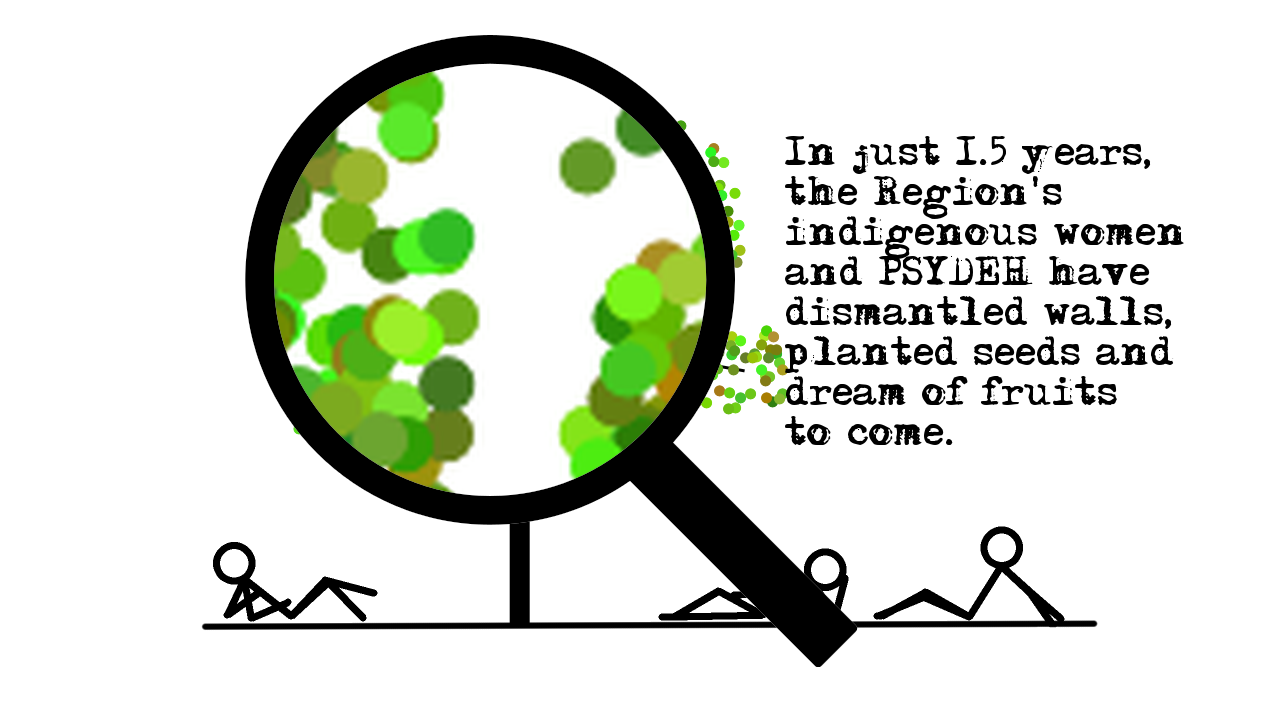 In just 1.5 years,
the Region's
indigenous women
and PSYDEH have
dismantled walls,
planted seeds and
dream of fruits
to come.